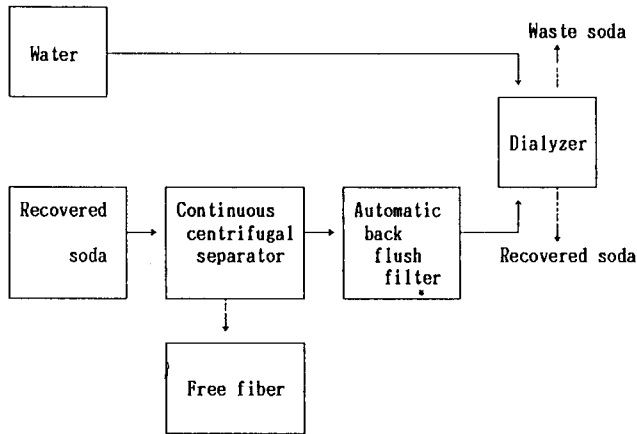 Waste soda
Water
Dialyzer
Recovered
soda
Continuous
centrifugal
separator
Automatic
back
flush
filter
*
Recovered soda
Free fiber